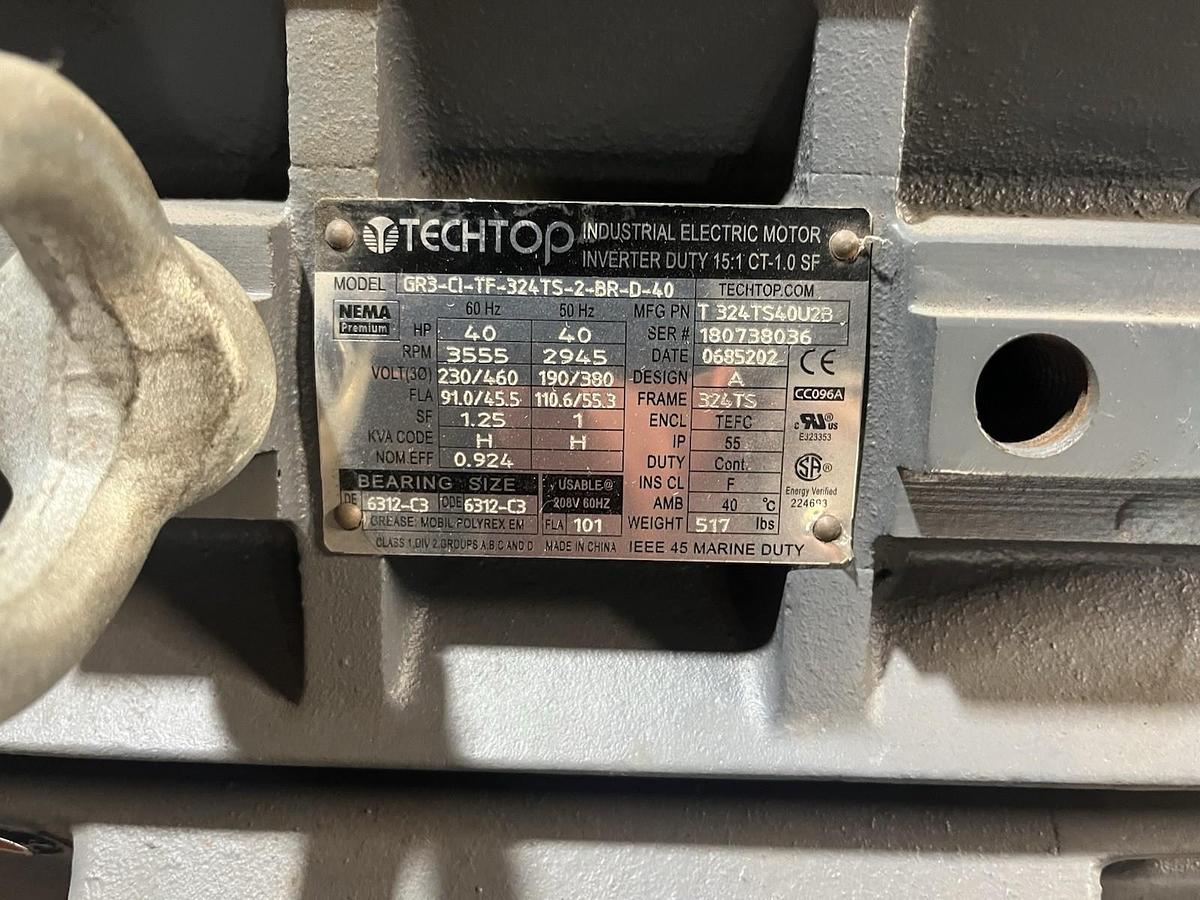 TECHTOP INDUSTRIAL ELECTRIC MOTOR
INVERTER DUTY 15:1 CT-1.0 SF
MODEL GR3-CI-TF-324TS-2-BR-D-40 TECHTOP.COM
NEMA Premium 60 Hz 50 Hz MFG PN T 324TS40U2B
HP 40 40 SER # 180738036
RPM 3555 2945 DATE 0685202 CE
VOLT(3Ø) 230/460 190/380 DESIGN A
FLA 91.0/45.5 110.6/55.3 FRAME 324TS CC096A
SF 1.25 1 ENCL TEFC c UR ® US
KVA CODE H H IP 55 E323353
NOM.EFF 0.924 DUTY Cont. SA ®
BEARING SIZE USABLE@ 208V 60HZ INS CL F Energy Verified
DE 6312-C3 ODE 6312-C3 AMB 40 °C 224693
GREASE: MOBIL POLYREX EM FLA 101 WEIGHT 517 lbs
CLASS 1,DIV 2,GROUPS A,B,C AND D MADE IN CHINA IEEE 45 MARINE DUTY